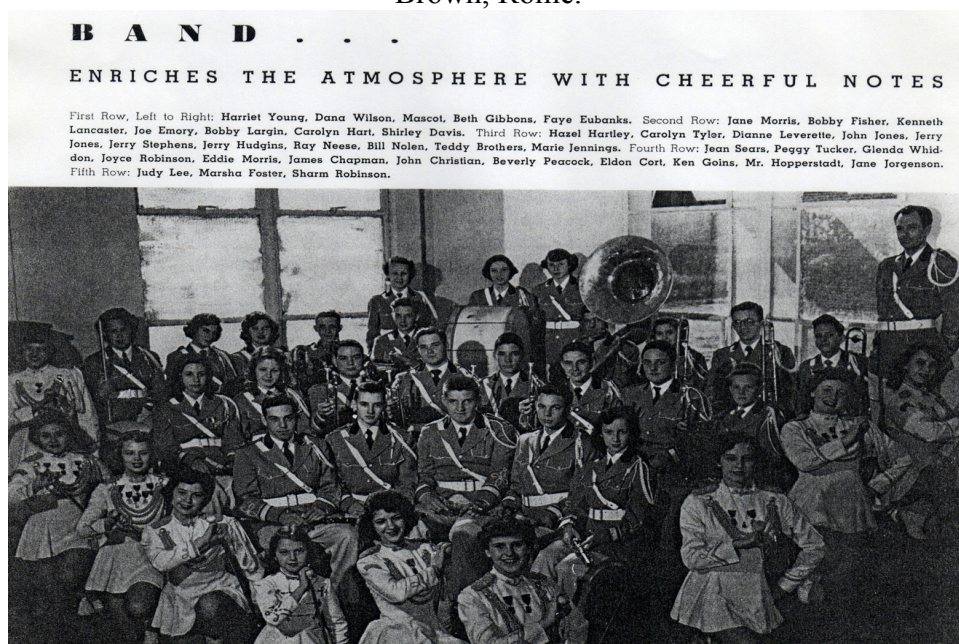 Brown, Rome.
B A N D . . .
ENRICHES THE ATMOSPHERE WITH CHEERFUL NOTES
First Row, Left to Right: Harriet Young, Dana Wilson, Mascot, Beth Gibbons, Faye Eubanks. Second Row: Jane Morris, Bobby Fisher, Kenneth
Lancaster, Joe Emory, Bobby Largin, Carolyn Hart, Shirley Davis. Third Row: Hazel Hartley, Carolyn Tyler, Dianne Leverette, John Jones, Jerry
Jones, Jerry Stephens, Jerry Hudgins, Ray Neese, Bill Nolen, Teddy Brothers, Marie Jennings. Fourth Row: Jean Sears, Peggy Tucker, Glenda Whid-
don, Joyce Robinson, Eddie Morris, James Chapman, John Christian, Beverly Peacock, Eldon Cort, Ken Goins, Mr. Hopperstadt, Jane Jorgenson.
Fifth Row: Judy Lee, Marsha Foster, Sharm Robinson.